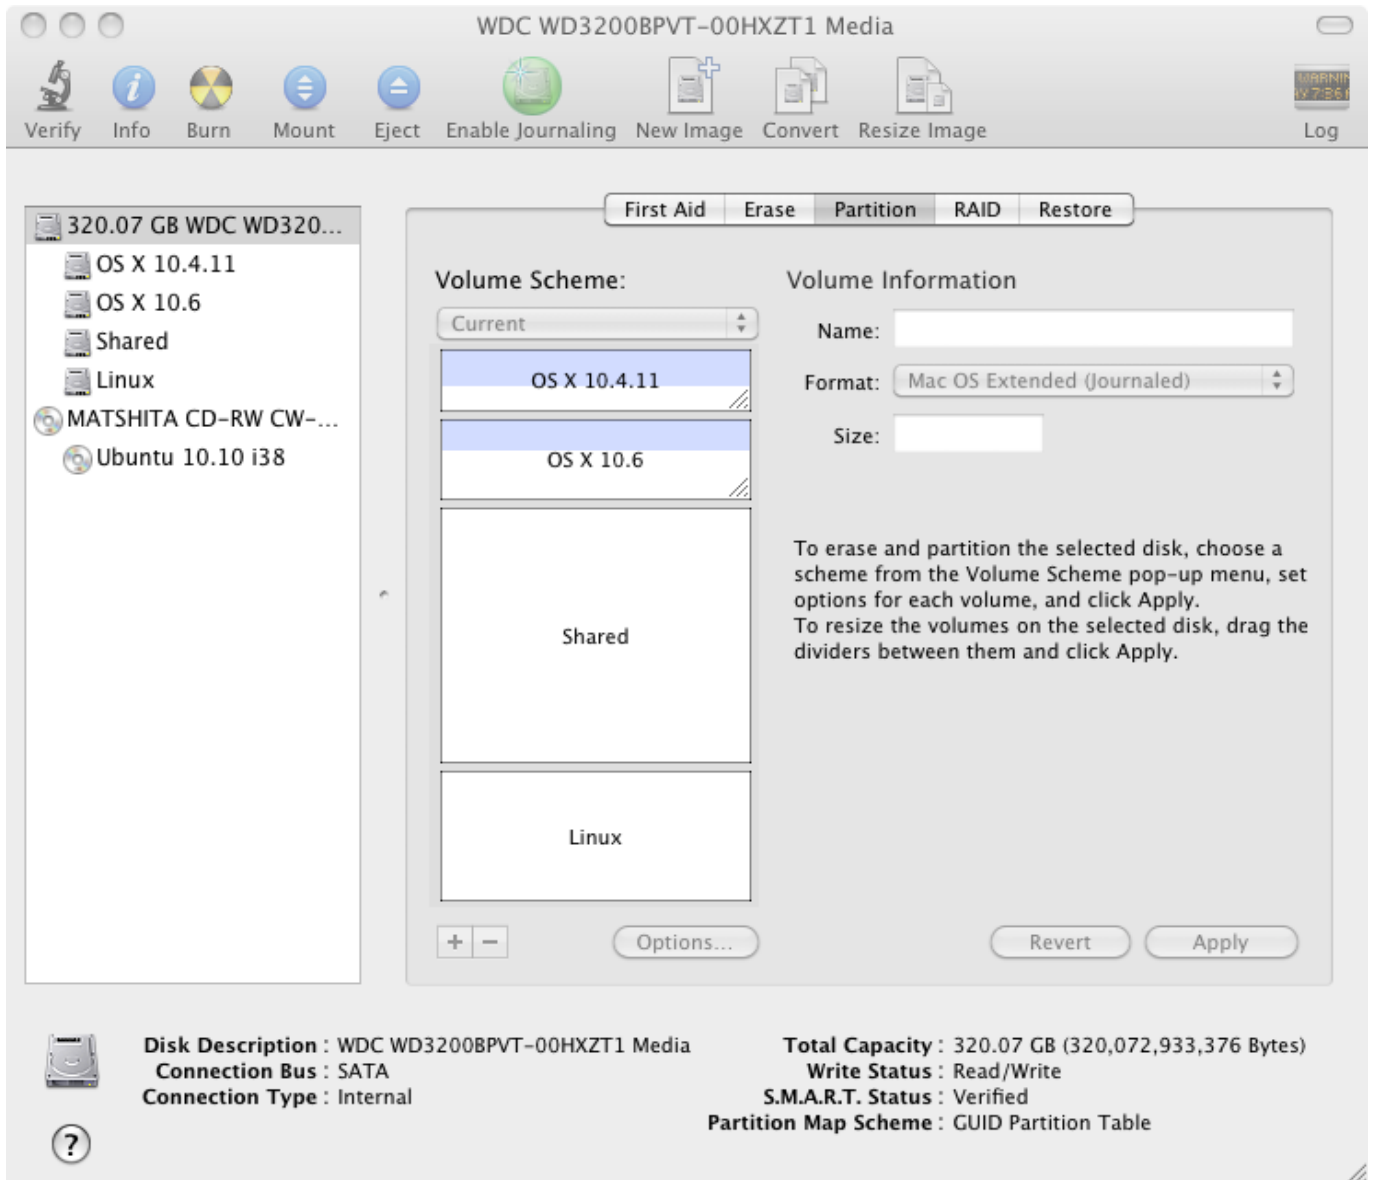 WDC WD3200BPVT-00HXZT1 Media
Verify Info Burn Mount Eject Enable Journaling New Image Convert Resize Image Log
320.07 GB WDC WD320...
OS X 10.4.11
OS X 10.6
Shared
Linux
MATSHITA CD-RW CW-...
Ubuntu 10.10 i38
First Aid Erase Partition RAID Restore
Volume Scheme:
Current
OS X 10.4.11
OS X 10.6
Shared
Linux
+ − Options...
Volume Information
Name:
Format: Mac OS Extended (Journaled)
Size:
To erase and partition the selected disk, choose a
scheme from the Volume Scheme pop-up menu, set
options for each volume, and click Apply.
To resize the volumes on the selected disk, drag the
dividers between them and click Apply.
Revert Apply
Disk Description : WDC WD3200BPVT-00HXZT1 Media
Connection Bus : SATA
Connection Type : Internal
Total Capacity : 320.07 GB (320,072,933,376 Bytes)
Write Status : Read/Write
S.M.A.R.T. Status : Verified
Partition Map Scheme : GUID Partition Table
?